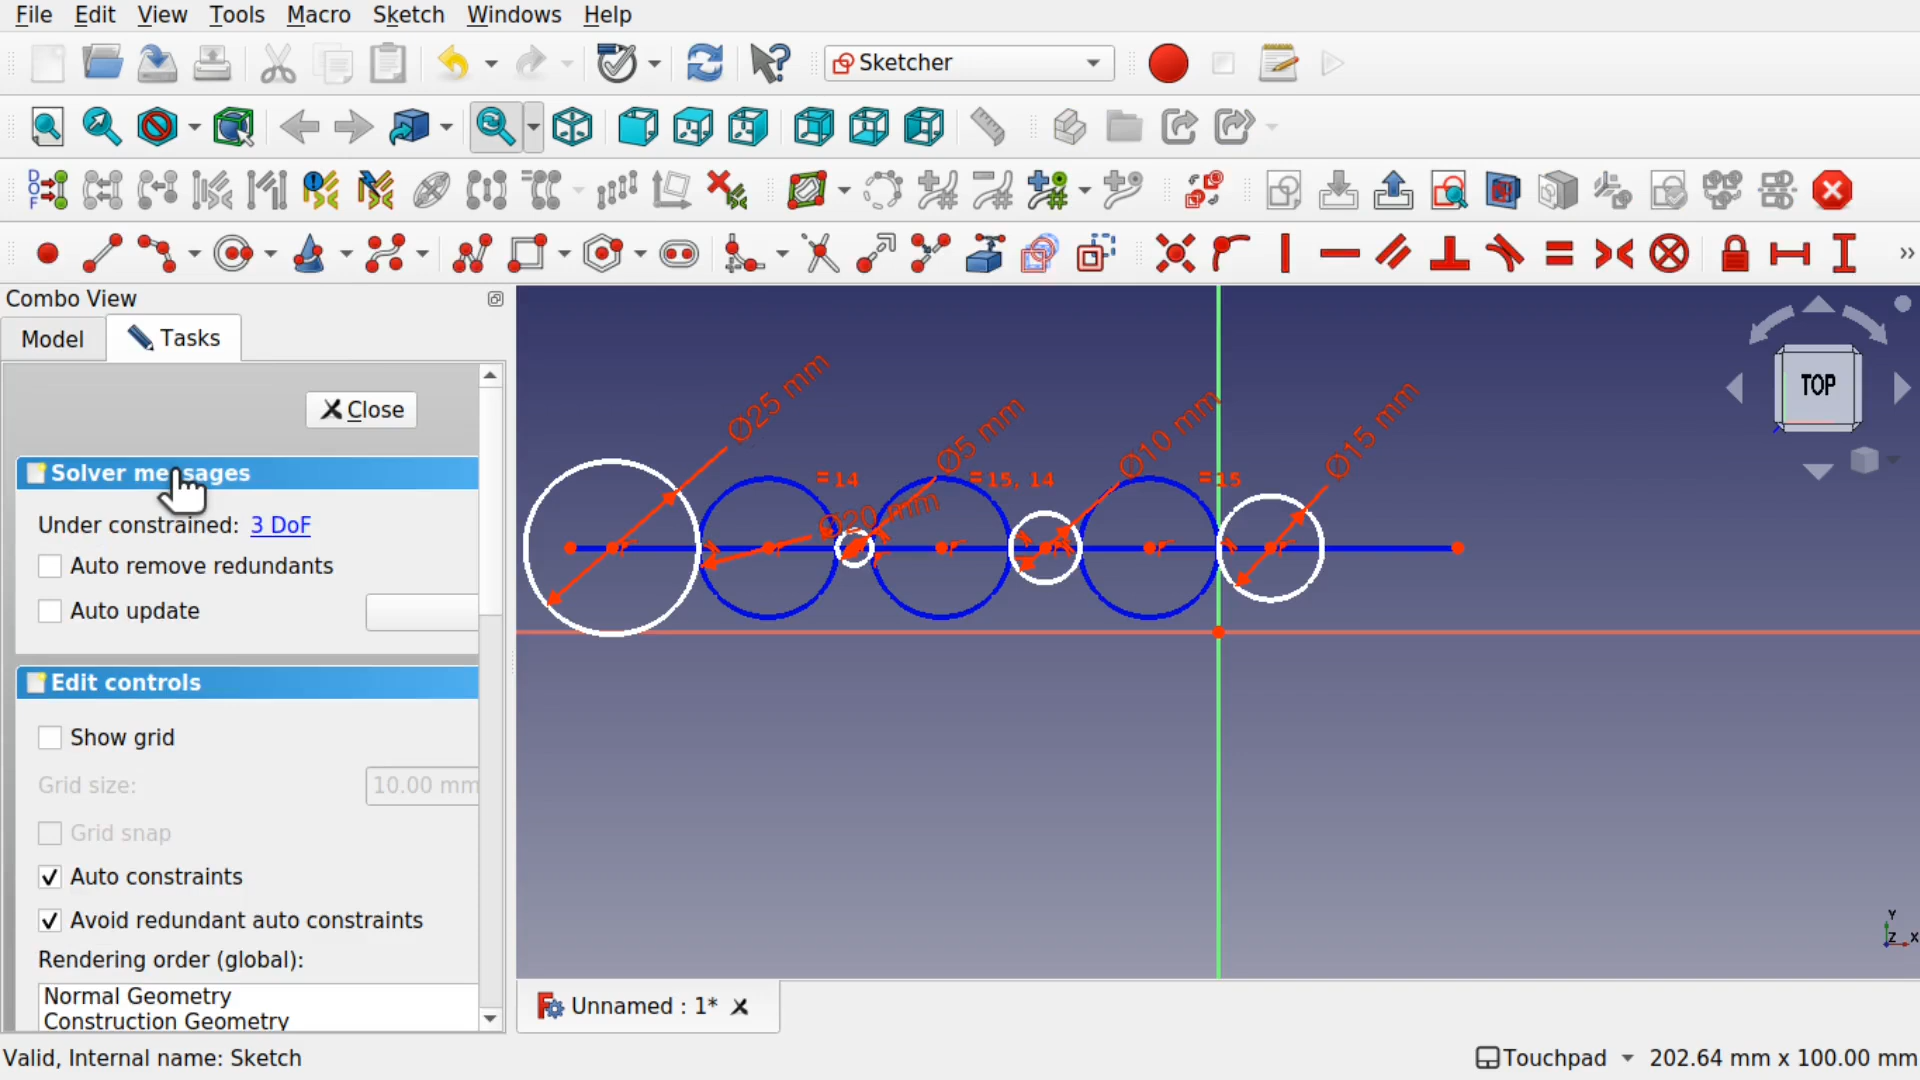 File Edit View Tools Macro Sketch Windows Help
Sketcher
DOF
Combo View
Model Tasks
Close
Solver messages
Under constrained: 3 DoF
Auto remove redundants
Auto update
Edit controls
Show grid
Grid size: 10.00 mm
Grid snap
Auto constraints
Avoid redundant auto constraints
Rendering order (global):
Normal Geometry
Construction Geometry
Ø25 mm
Ø5 mm
Ø10 mm
Ø15 mm
=14
=15, 14
=15
Ø20 mm
TOP
Y
Z X
Unnamed : 1*
Valid, Internal name: Sketch
Touchpad 202.64 mm x 100.00 mm